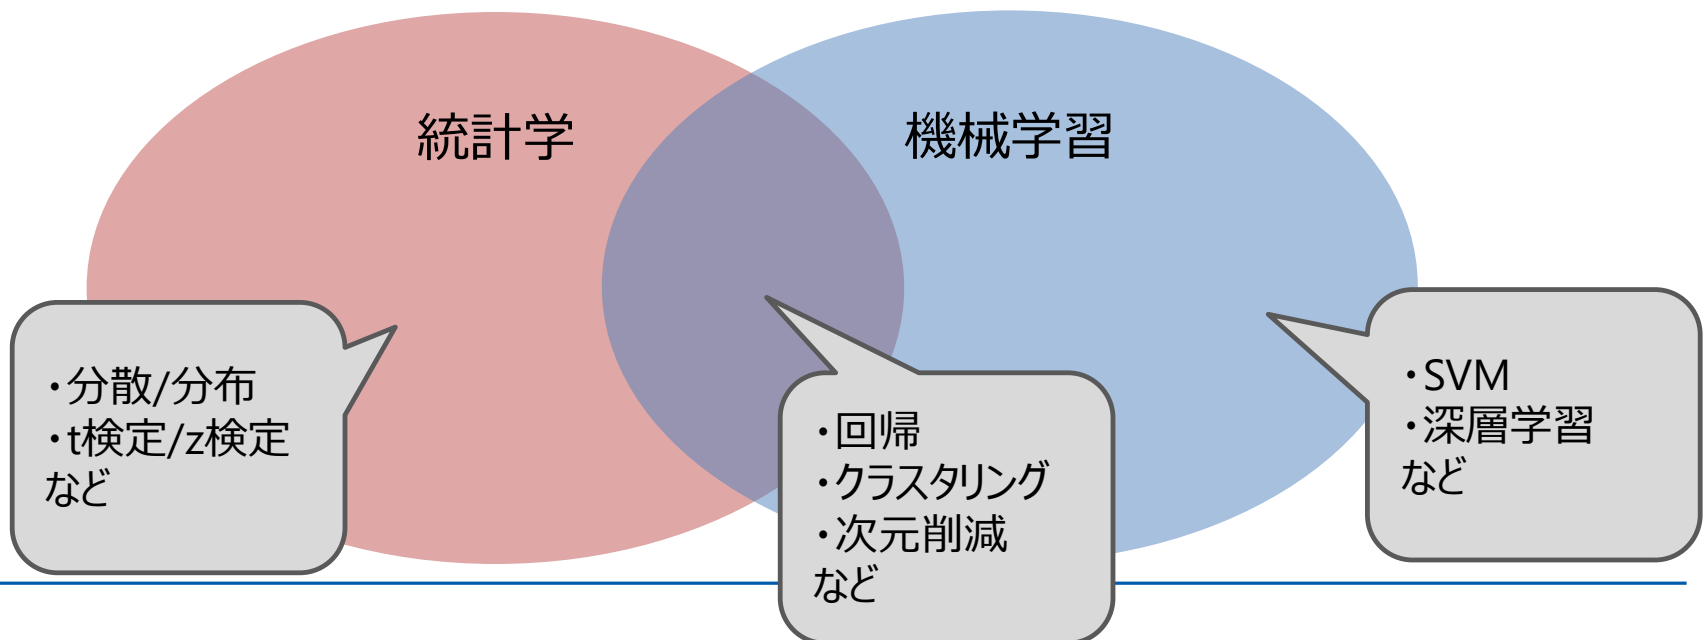 統計学
機械学習
・分散/分布
・t検定/z検定
など
・回帰
・クラスタリング
・次元削減
など
・SVM
・深層学習
など